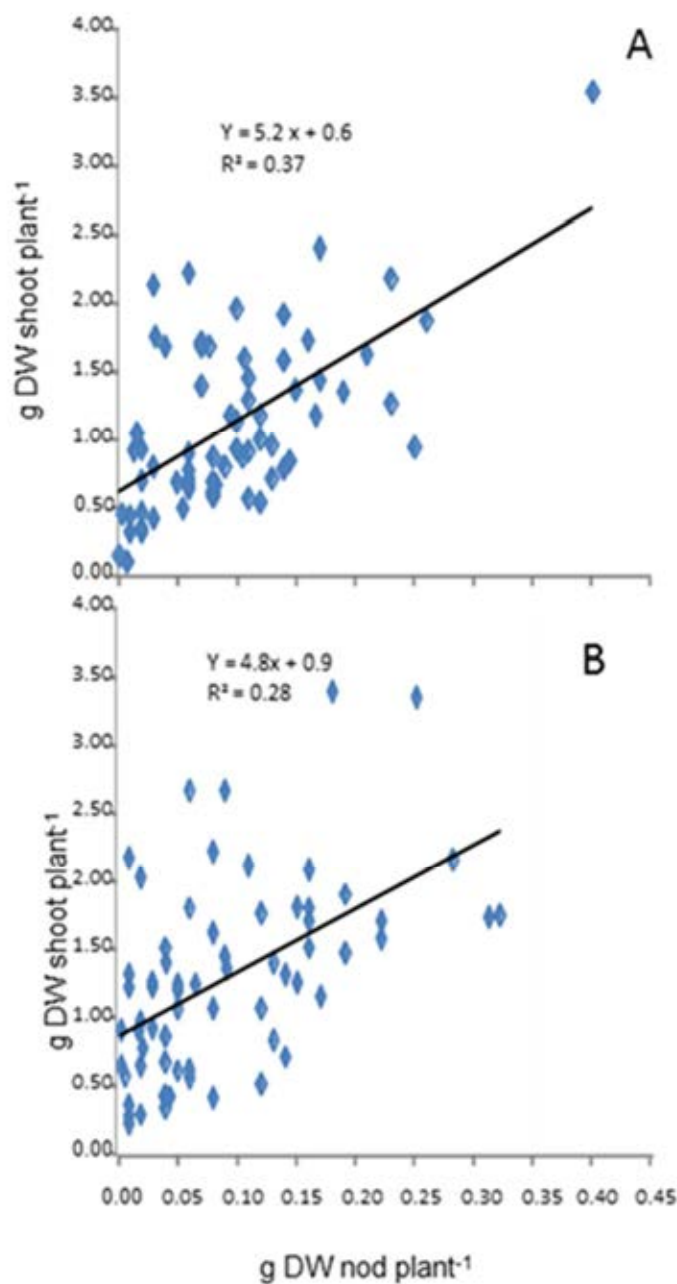 A
4.00
3.50
3.00
2.50
2.00
1.50
1.00
0.50
0.00
g DW shoot plant⁻¹
Y = 5.2 x + 0.6
R² = 0.37
B
4.00
3.50
3.00
2.50
2.00
1.50
1.00
0.50
0.00
g DW shoot plant⁻¹
Y = 4.8x + 0.9
R² = 0.28
0.00 0.05 0.10 0.15 0.20 0.25 0.30 0.35 0.40 0.45
g DW nod plant⁻¹